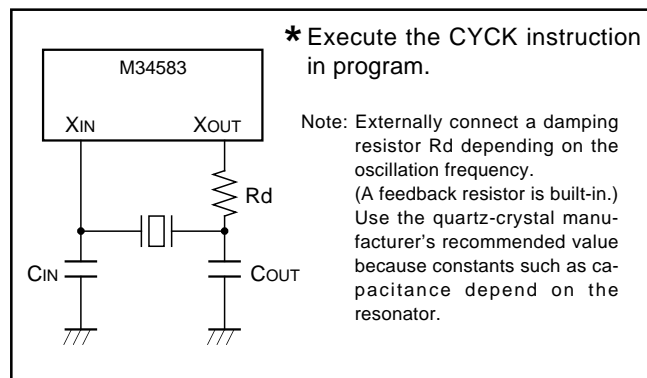 M34583
XIN
XOUT
Rd
CIN
COUT
* Execute the CYCK instruction
in program.
Note: Externally connect a damping
resistor Rd depending on the
oscillation frequency.
(A feedback resistor is built-in.)
Use the quartz-crystal manu-
facturer's recommended value
because constants such as ca-
pacitance depend on the
resonator.